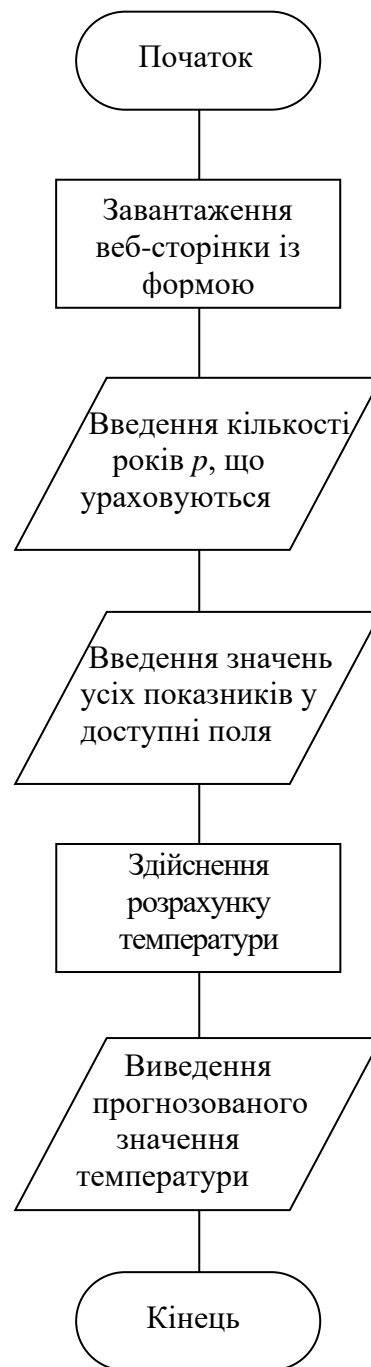 Початок
Завантаження
веб-сторінки із
формою
Введення кількості
років p, що
ураховуються
Введення значень
усіх показників у
доступні поля
Здійснення
розрахунку
температури
Виведення
прогнозованого
значення
температури
Кінець